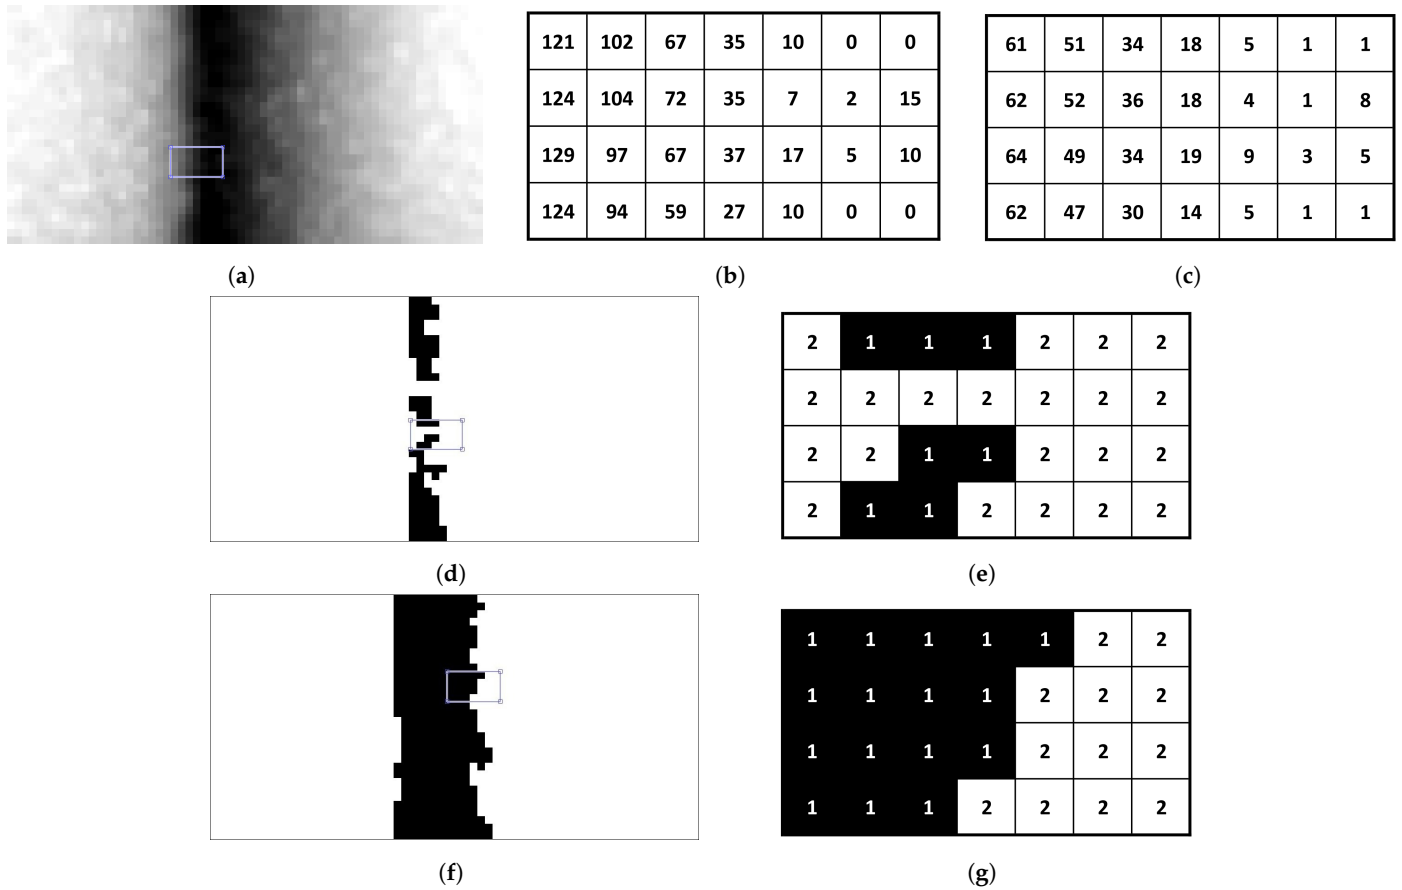 121 102 67 35 10 0 0
124 104 72 35 7 2 15
129 97 67 37 17 5 10
124 94 59 27 10 0 0
61 51 34 18 5 1 1
62 52 36 18 4 1 8
64 49 34 19 9 3 5
62 47 30 14 5 1 1
(a) (b) (c)
2 1 1 1 2 2 2
2 2 2 2 2 2 2
2 2 1 1 2 2 2
2 1 1 2 2 2 2
(d) (e)
1 1 1 1 1 2 2
1 1 1 1 2 2 2
1 1 1 1 2 2 2
1 1 1 2 2 2 2
(f) (g)